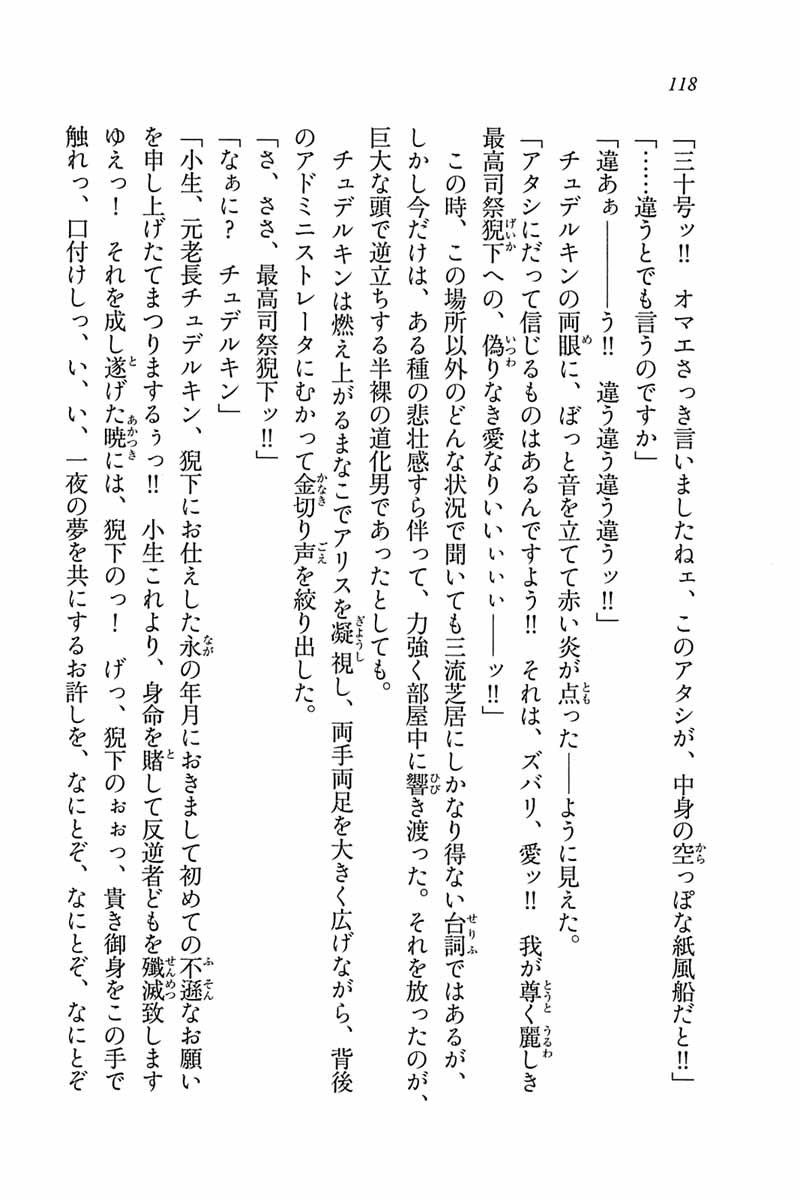 118
「三十号ッ!! オマエさっき言いましたねェ、このアタシが、中身の空っぽな紙風船だと!!」
「……違うとでも言うのですか」
「違あぁ―――う!! 違う違う違う違うッ!!」
チュデルキンの両眼に、ぼっと音を立てて赤い炎が点った――ように見えた。
「アタシにだって信じるものはあるんですよう!! それは、ズバリ、愛ッ!! 我が尊く麗しき
最高司祭猊下への、偽りなき愛なりいいぃぃぃ――ッ!!」
この時、この場所以外のどんな状況で聞いても三流芝居にしかなり得ない台詞ではあるが、
しかし今だけは、ある種の悲壮感すら伴って、力強く部屋中に響き渡った。それを放ったのが、
巨大な頭で逆立ちする半裸の道化男であったとしても。
チュデルキンは燃え上がるまなこでアリスを凝視し、両手両足を大きく広げながら、背後
のアドミニストレータにむかって金切り声を絞り出した。
「さ、ささ、最高司祭猊下ッ!!」
「なぁに? チュデルキン」
「小生、元老長チュデルキン、猊下にお仕えした永の年月におきまして初めての不遜なお願い
を申し上げたてまつりまするぅっ!! 小生これより、身命を賭して反逆者どもを殲滅致します
ゆえっ! それを成し遂げた暁には、猊下のっ! げっ、猊下のぉぉっ、貴き御身をこの手で
触れっ、口付けしっ、い、い、一夜の夢を共にするお許しを、なにとぞ、なにとぞ、なにとぞ